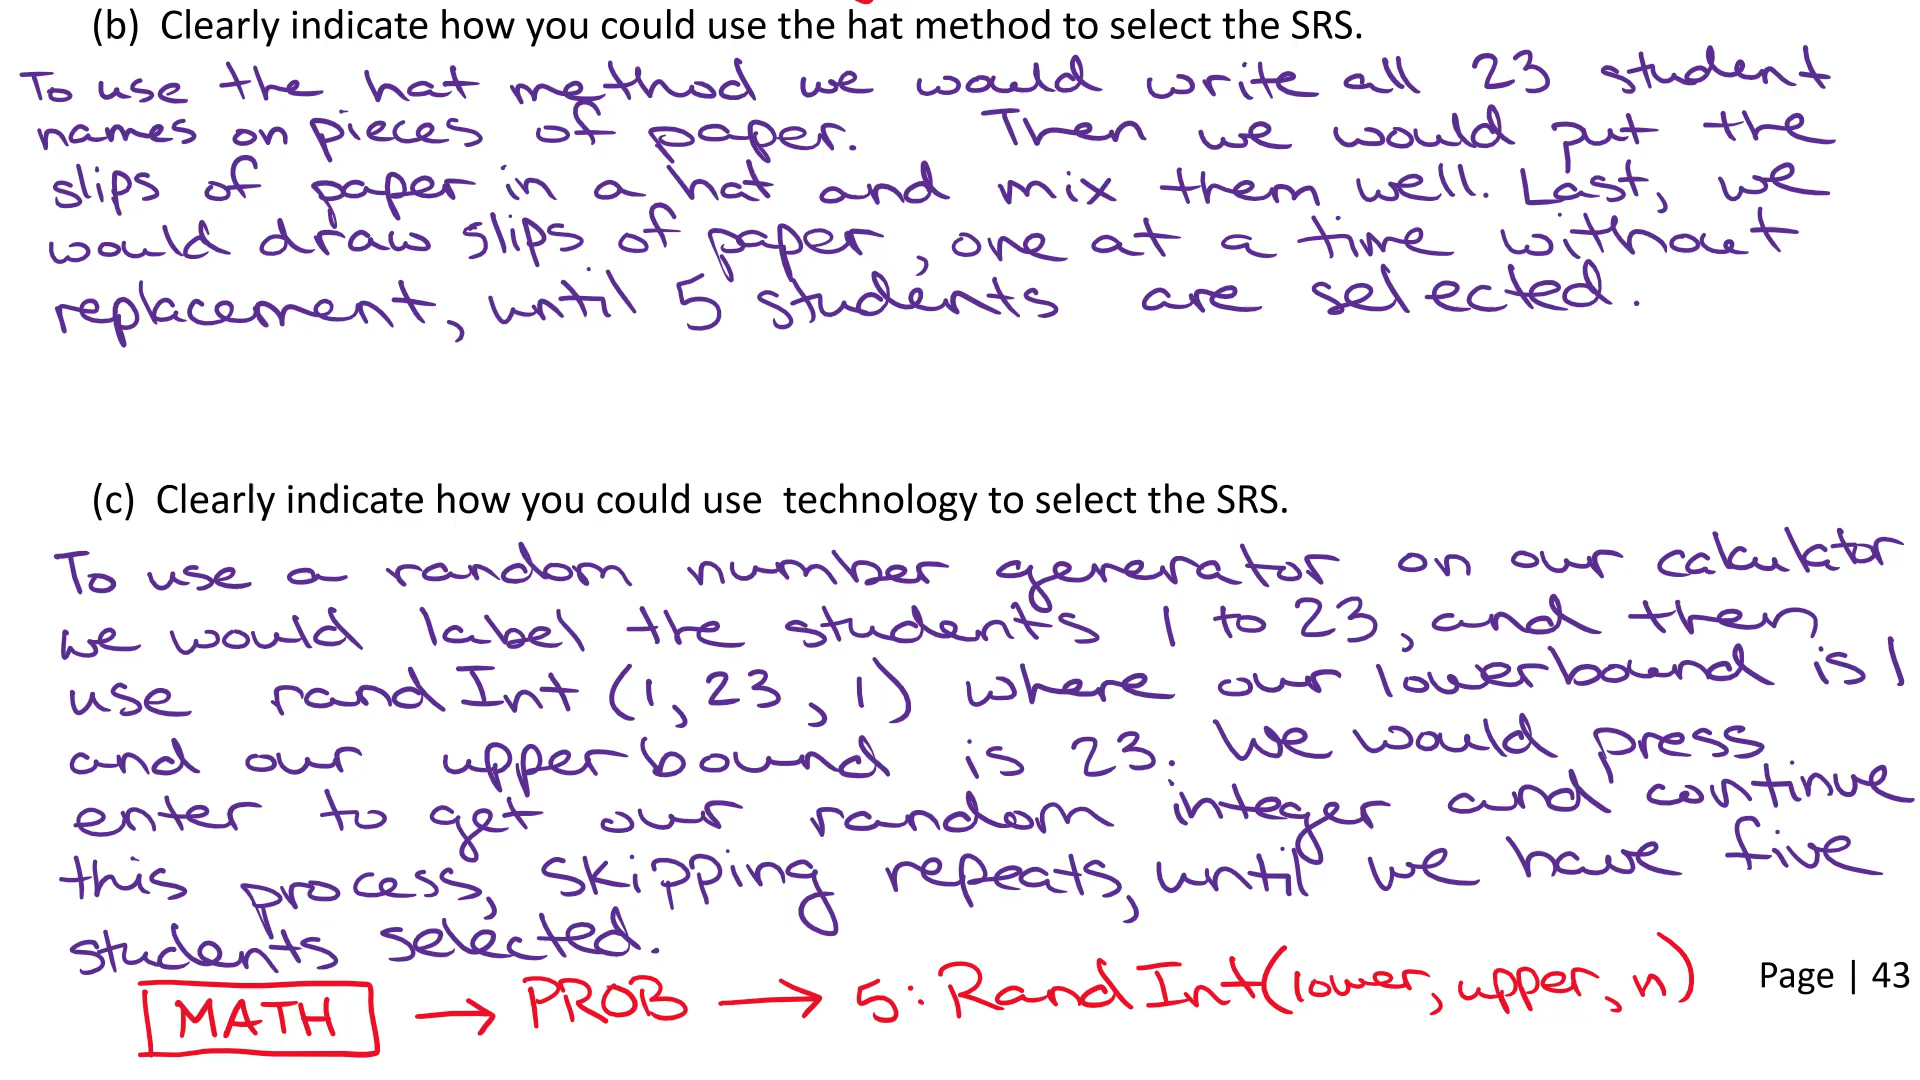 (b) Clearly indicate how you could use the hat method to select the SRS.
To use the hat method we would write all 23 student
names on pieces of paper. Then we would put the
slips of paper in a hat and mix them well. Last, we
would draw slips of paper, one at a time without
replacement, until 5 students are selected.
(c) Clearly indicate how you could use technology to select the SRS.
To use a random number generator on our calculator
we would label the students 1 to 23, and then
use randInt (1, 23, 1) where our lowerbound is 1
and our upperbound is 23. We would press
enter to get our random integer and continue
this process, skipping repeats, until we have five
students selected.
MATH → PROB → 5: RandInt(lower, upper, n)
Page | 43